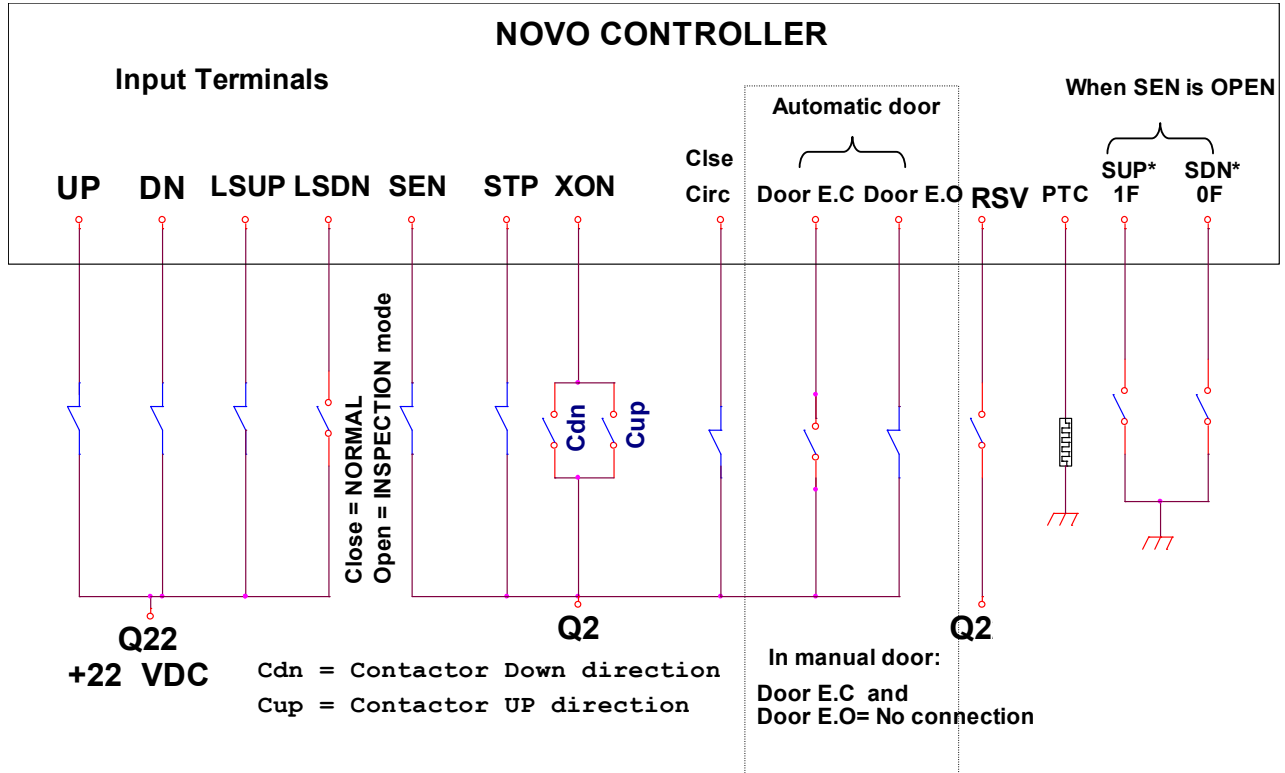 NOVO CONTROLLER
Input Terminals
When SEN is OPEN
Automatic door
UP
DN
LSUP
LSDN
SEN
STP
XON
Clse
Circ
Door E.C
Door E.O
RSV
PTC
SUP*
1F
SDN*
0F
Close = NORMAL
Open = INSPECTION mode
Cdn
Cup
Q22
+22 VDC
Q2
Q2
Cdn = Contactor Down direction
Cup = Contactor UP direction
In manual door:
Door E.C and
Door E.O= No connection